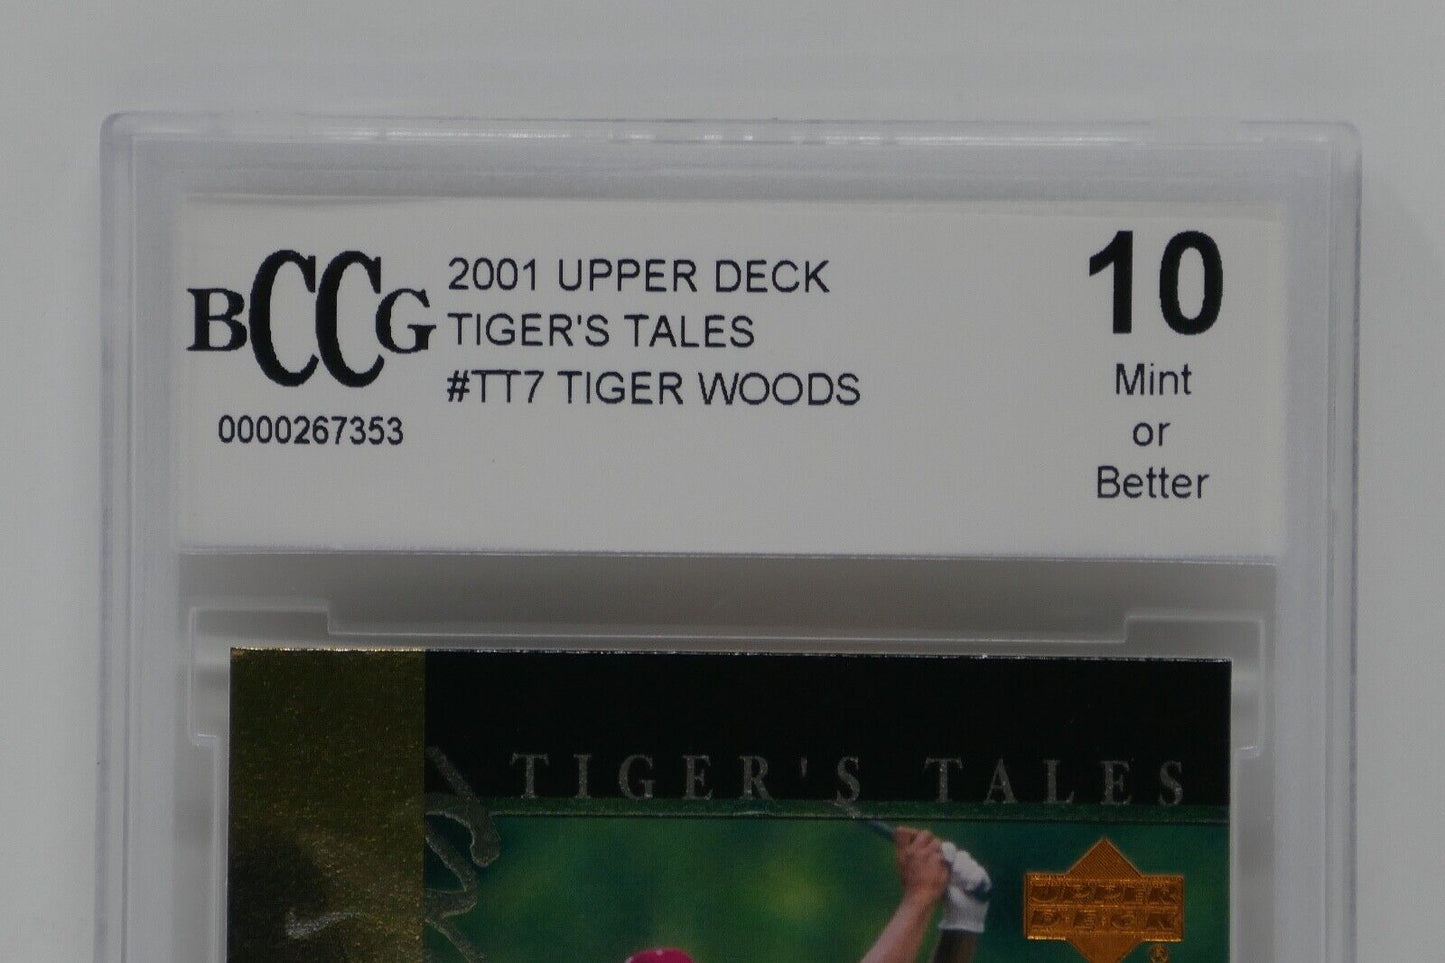 BCCG
0000267353
2001 UPPER DECK
TIGER'S TALES
#TT7 TIGER WOODS
10
Mint
or
Better
TIGER'S TALES
UPPER
DECK
®